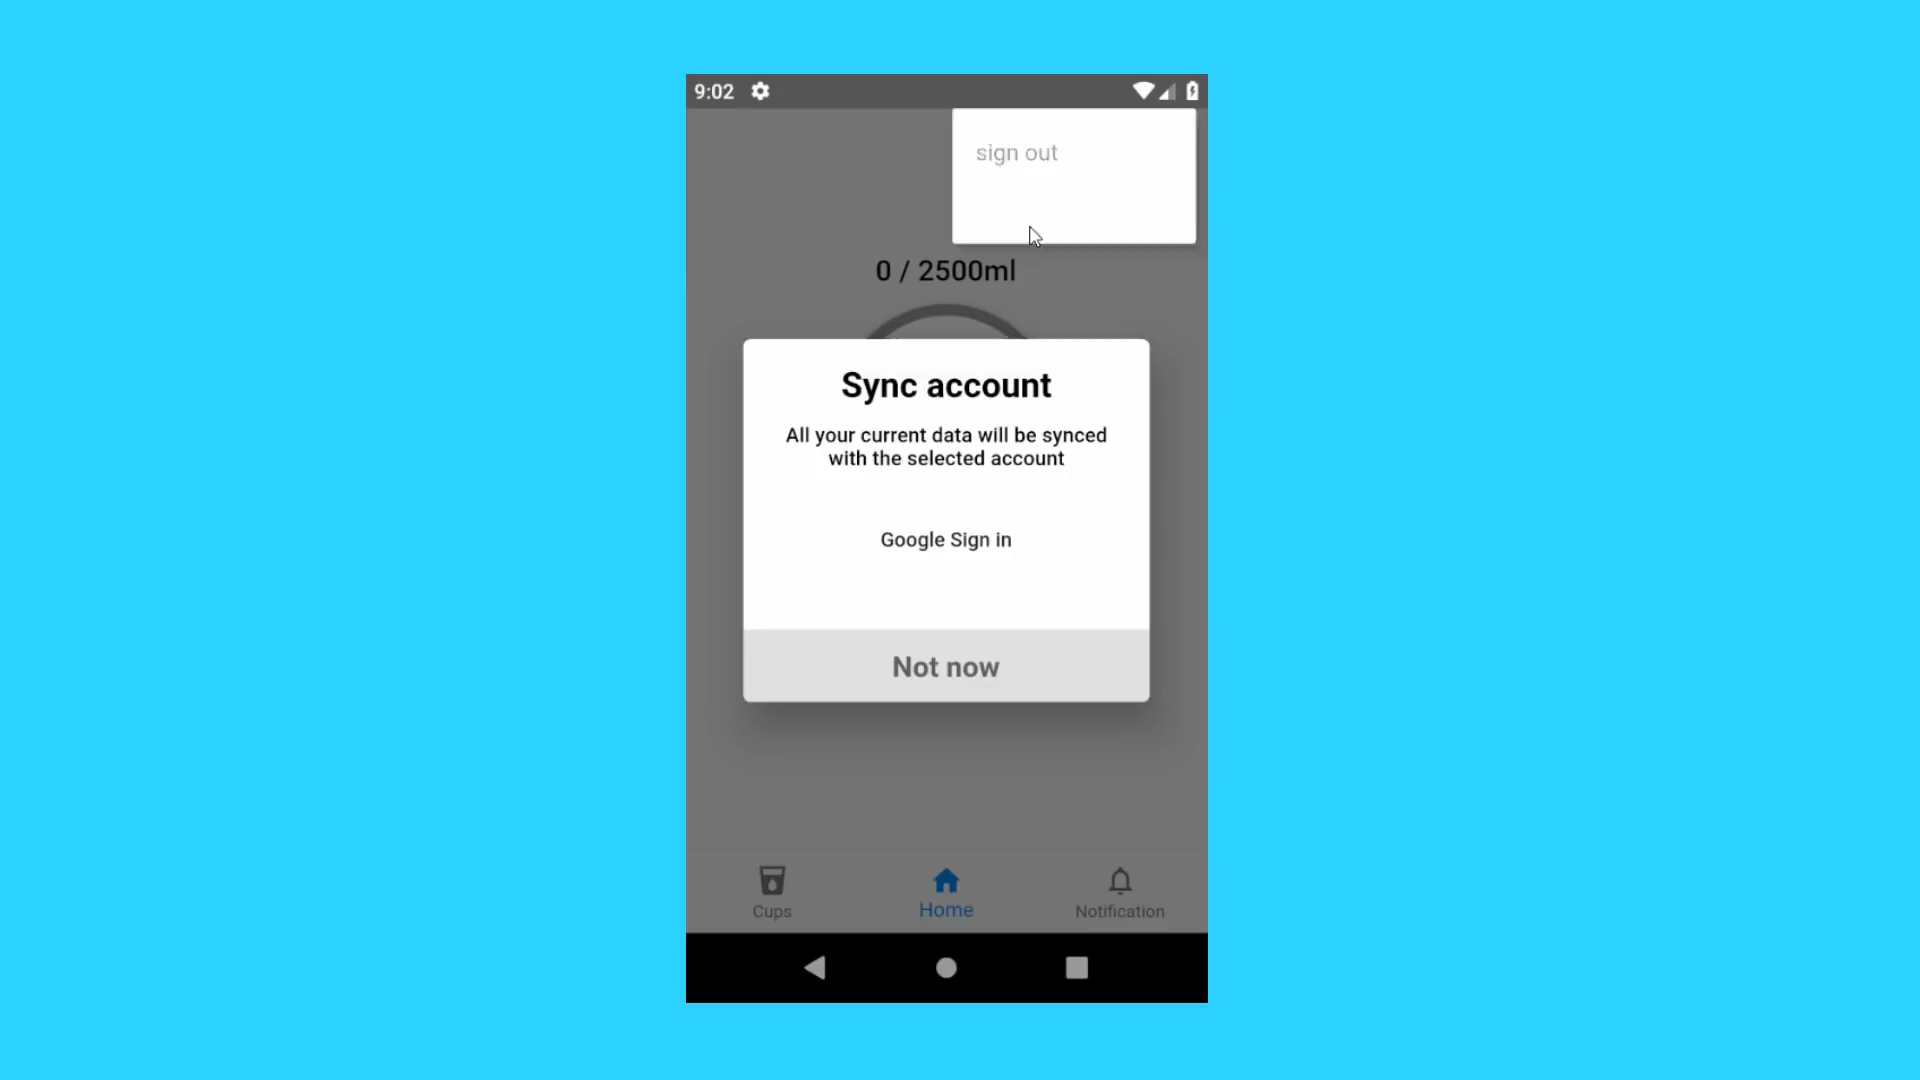 9:02
sign out
0 / 2500ml
Sync account
All your current data will be synced
with the selected account
Google Sign in
Not now
Cups
Home
Notification